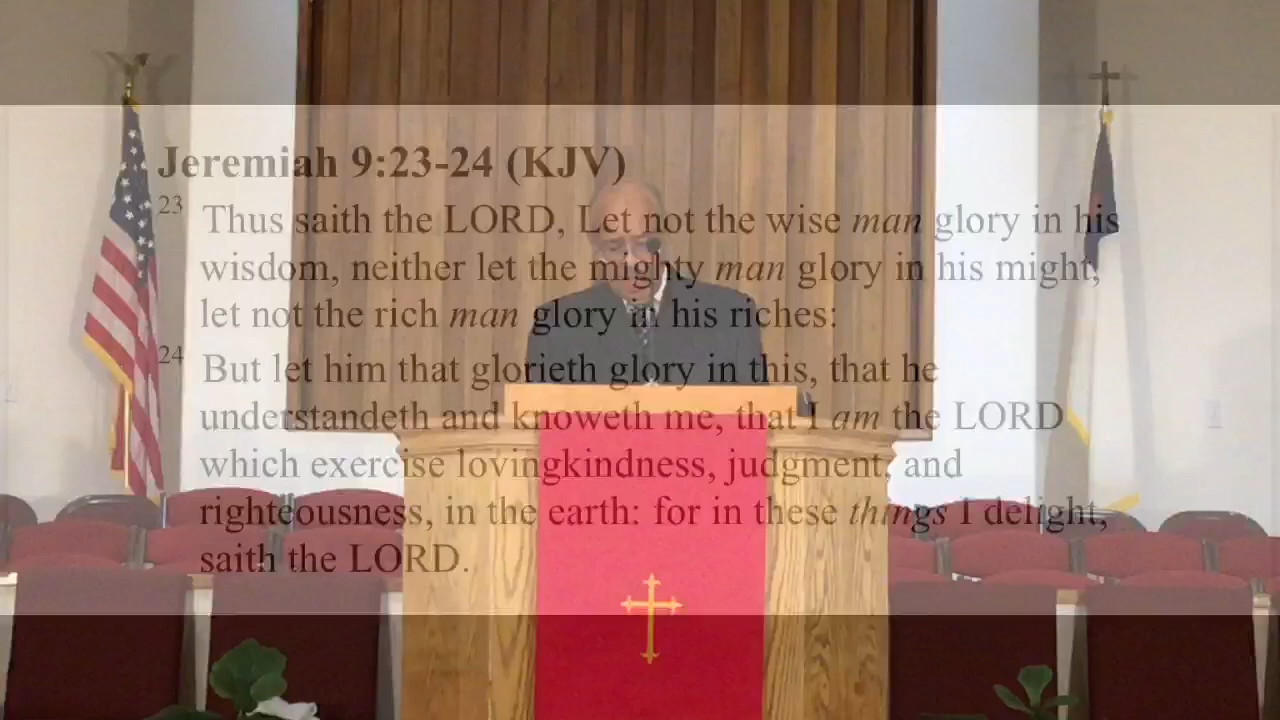 Jeremiah 9:23-24 (KJV)
23 Thus saith the LORD, Let not the wise man glory in his
wisdom, neither let the mighty man glory in his might,
let not the rich man glory in his riches:
24 But let him that glorieth glory in this, that he
understandeth and knoweth me, that I am the LORD
which exercise lovingkindness, judgment, and
righteousness, in the earth: for in these things I delight,
saith the LORD.